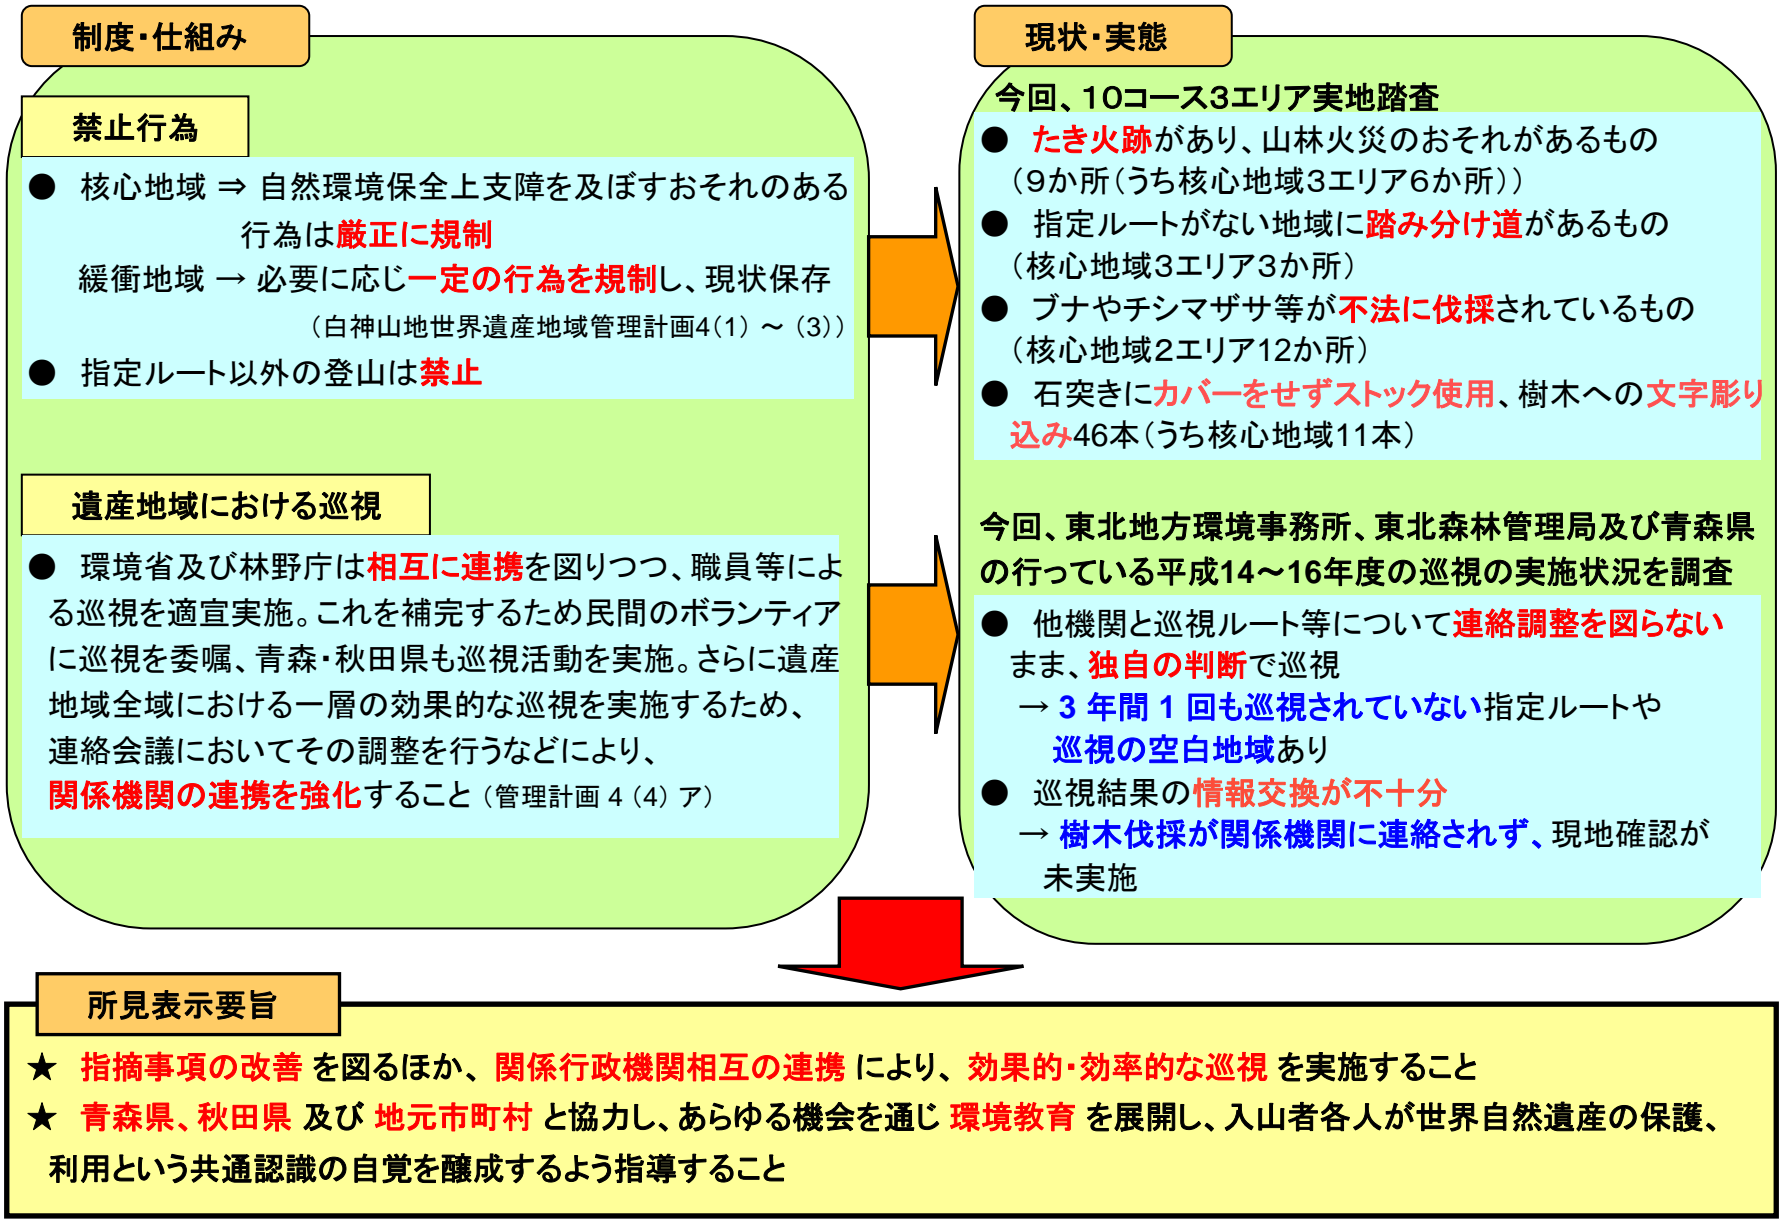 制度・仕組み
禁止行為
● 核心地域 ⇒ 自然環境保全上支障を及ぼすおそれのある
行為は厳正に規制
緩衝地域 → 必要に応じ一定の行為を規制し、現状保存
（白神山地世界遺産地域管理計画4（1）～（3））
● 指定ルート以外の登山は禁止
遺産地域における巡視
● 環境省及び林野庁は相互に連携を図りつつ、職員等によ
る巡視を適宜実施。これを補完するため民間のボランティア
に巡視を委嘱、青森・秋田県も巡視活動を実施。さらに遺産
地域全域における一層の効果的な巡視を実施するため、
連絡会議においてその調整を行うなどにより、
関係機関の連携を強化すること（管理計画 4（4）ア）
現状・実態
今回、10コース3エリア実地踏査
● たき火跡があり、山林火災のおそれがあるもの
（9か所（うち核心地域3エリア6か所））
● 指定ルートがない地域に踏み分け道があるもの
（核心地域3エリア3か所）
● ブナやチシマザサ等が不法に伐採されているもの
（核心地域2エリア12か所）
● 石突きにカバーをせずストック使用、樹木への文字彫り
込み46本（うち核心地域11本）
今回、東北地方環境事務所、東北森林管理局及び青森県
の行っている平成14～16年度の巡視の実施状況を調査
● 他機関と巡視ルート等について連絡調整を図らない
まま、独自の判断で巡視
→ 3 年間 1 回も巡視されていない指定ルートや
巡視の空白地域あり
● 巡視結果の情報交換が不十分
→ 樹木伐採が関係機関に連絡されず、現地確認が
未実施
所見表示要旨
★ 指摘事項の改善 を図るほか、関係行政機関相互の連携 により、効果的・効率的な巡視 を実施すること
★ 青森県、秋田県 及び 地元市町村 と協力し、あらゆる機会を通じ 環境教育 を展開し、入山者各人が世界自然遺産の保護、
利用という共通認識の自覚を醸成するよう指導すること